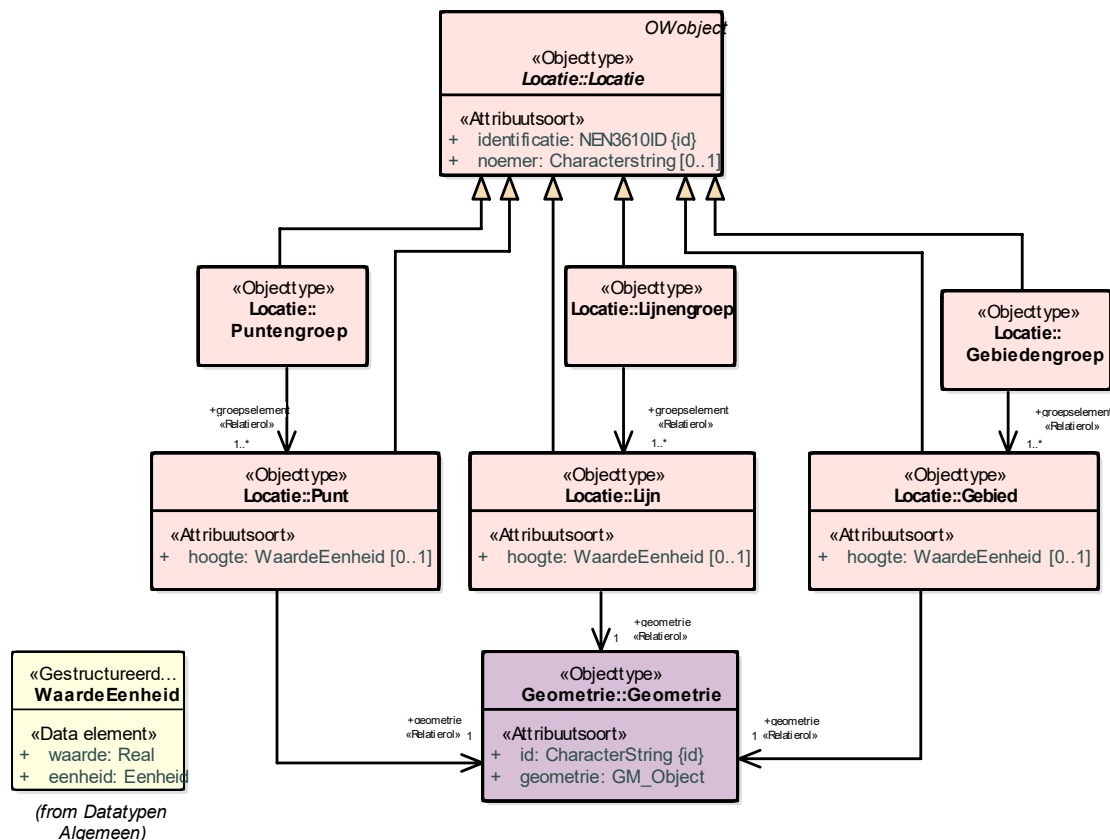 OWobject
«Objecttype»
Locatie::Locatie
«Attribuutsoort»
+ identificatie: NEN3610ID {id}
+ noemer: Characterstring [0..1]
«Objecttype»
Locatie::
Puntengroep
«Objecttype»
Locatie::Lijnengroep
«Objecttype»
Locatie::
Gebiedengroep
+groepselement
«Relatierol»
1..*
+groepselement
«Relatierol»
1..*
+groepselement
«Relatierol»
1..*
«Objecttype»
Locatie::Punt
«Attribuutsoort»
+ hoogte: WaardeEenheid [0..1]
«Objecttype»
Locatie::Lijn
«Attribuutsoort»
+ hoogte: WaardeEenheid [0..1]
«Objecttype»
Locatie::Gebied
«Attribuutsoort»
+ hoogte: WaardeEenheid [0..1]
+geometrie
1 «Relatierol»
«Gestructureerd...
WaardeEenheid
«Data element»
+ waarde: Real
+ eenheid: Eenheid
(from Datatypen
Algemeen)
+geometrie
«Relatierol» 1
«Objecttype»
Geometrie::Geometrie
«Attribuutsoort»
+ id: CharacterString {id}
+ geometrie: GM_Object
+geometrie
1 «Relatierol»